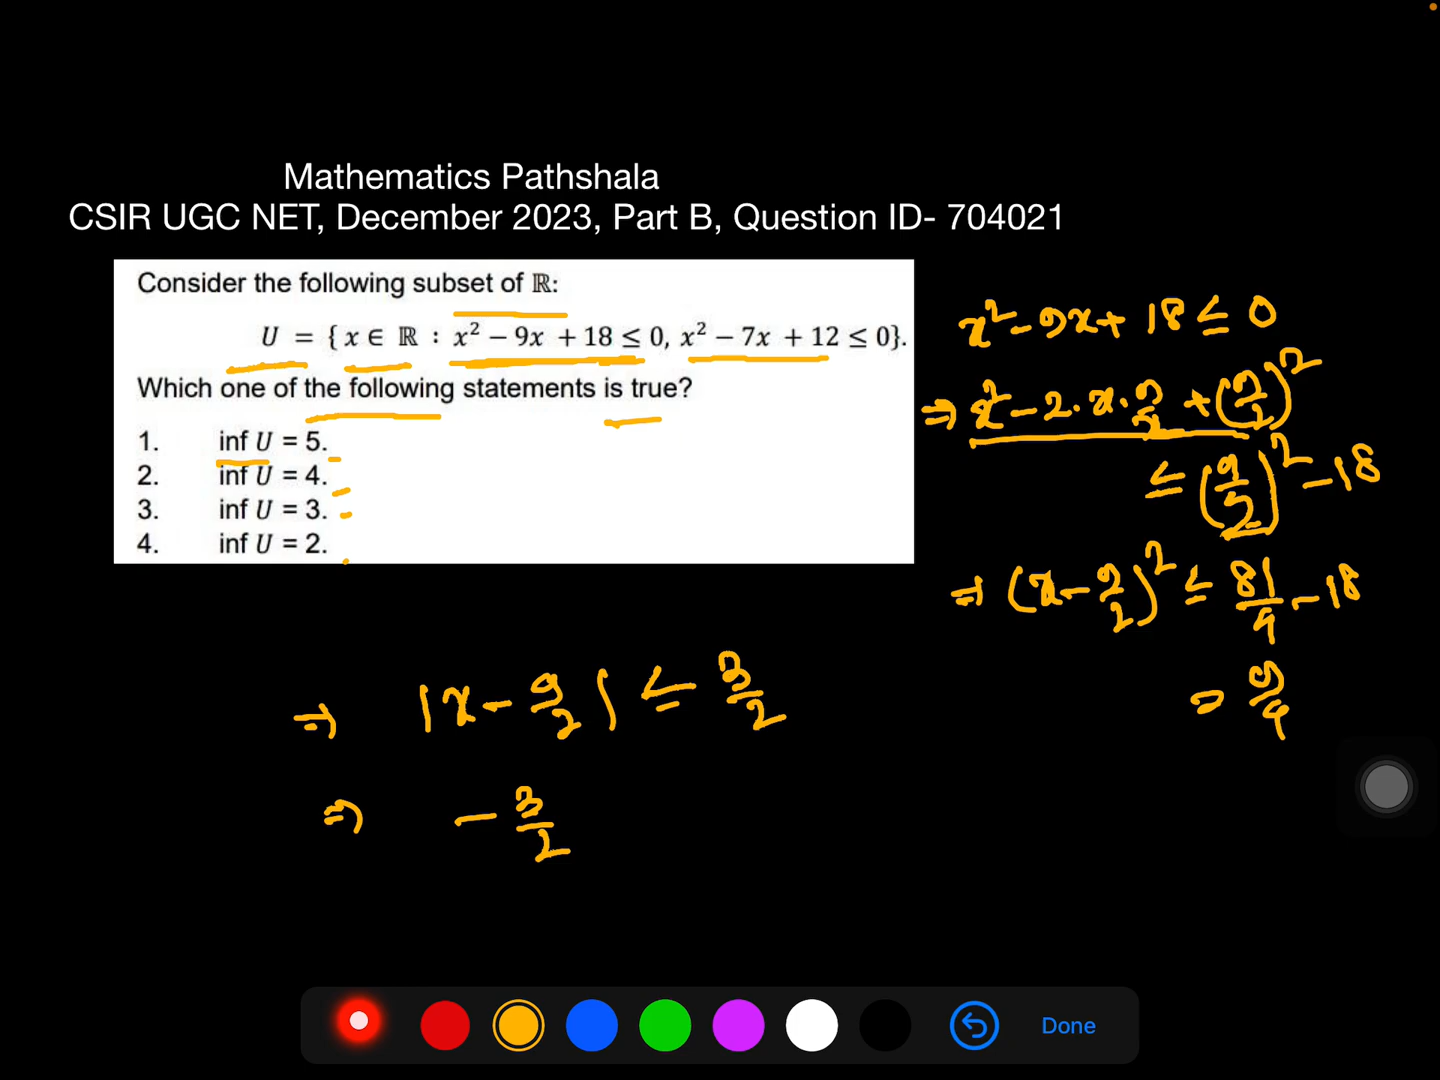 Mathematics Pathshala
CSIR UGC NET, December 2023, Part B, Question ID- 704021
Consider the following subset of ℝ:
U = { x ∈ ℝ : x² − 9x + 18 ≤ 0, x² − 7x + 12 ≤ 0}.
Which one of the following statements is true?
1. inf U = 5.
2. inf U = 4.
3. inf U = 3.
4. inf U = 2.
x² − 9x + 18 ≤ 0
⇒ x² − 2·x·9/2 + (9/2)²
≤ (9/2)² − 18
⇒ (x − 9/2)² ≤ 81/4 − 18
= 9/4
⇒ |x − 9/2| ≤ 3/2
⇒ − 3/2
Done